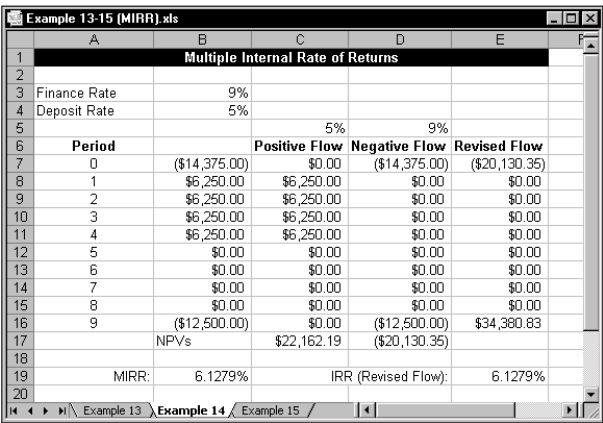 Example 13-15 (MIRR).xls
A B C D E F
1 Multiple Internal Rate of Returns
2
3 Finance Rate 9%
4 Deposit Rate 5%
5 5% 9%
6 Period Positive Flow Negative Flow Revised Flow
7 0 ($14,375.00) $0.00 ($14,375.00) ($20,130.35)
8 1 $6,250.00 $6,250.00 $0.00 $0.00
9 2 $6,250.00 $6,250.00 $0.00 $0.00
10 3 $6,250.00 $6,250.00 $0.00 $0.00
11 4 $6,250.00 $6,250.00 $0.00 $0.00
12 5 $0.00 $0.00 $0.00 $0.00
13 6 $0.00 $0.00 $0.00 $0.00
14 7 $0.00 $0.00 $0.00 $0.00
15 8 $0.00 $0.00 $0.00 $0.00
16 9 ($12,500.00) $0.00 ($12,500.00) $34,380.83
17 NPVs $22,162.19 ($20,130.35)
18
19 MIRR: 6.1279% IRR (Revised Flow): 6.1279%
20
Example 13 Example 14 Example 15